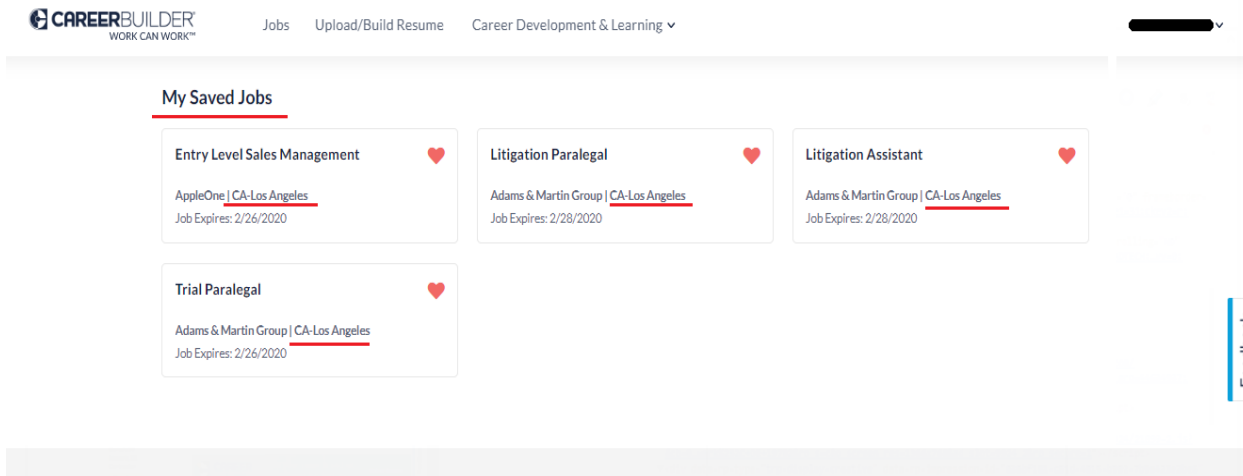 CAREERBUILDER®
WORK CAN WORK™
Jobs Upload/Build Resume Career Development & Learning
My Saved Jobs
Entry Level Sales Management
AppleOne | CA-Los Angeles
Job Expires: 2/26/2020
Litigation Paralegal
Adams & Martin Group | CA-Los Angeles
Job Expires: 2/28/2020
Litigation Assistant
Adams & Martin Group | CA-Los Angeles
Job Expires: 2/28/2020
Trial Paralegal
Adams & Martin Group | CA-Los Angeles
Job Expires: 2/26/2020